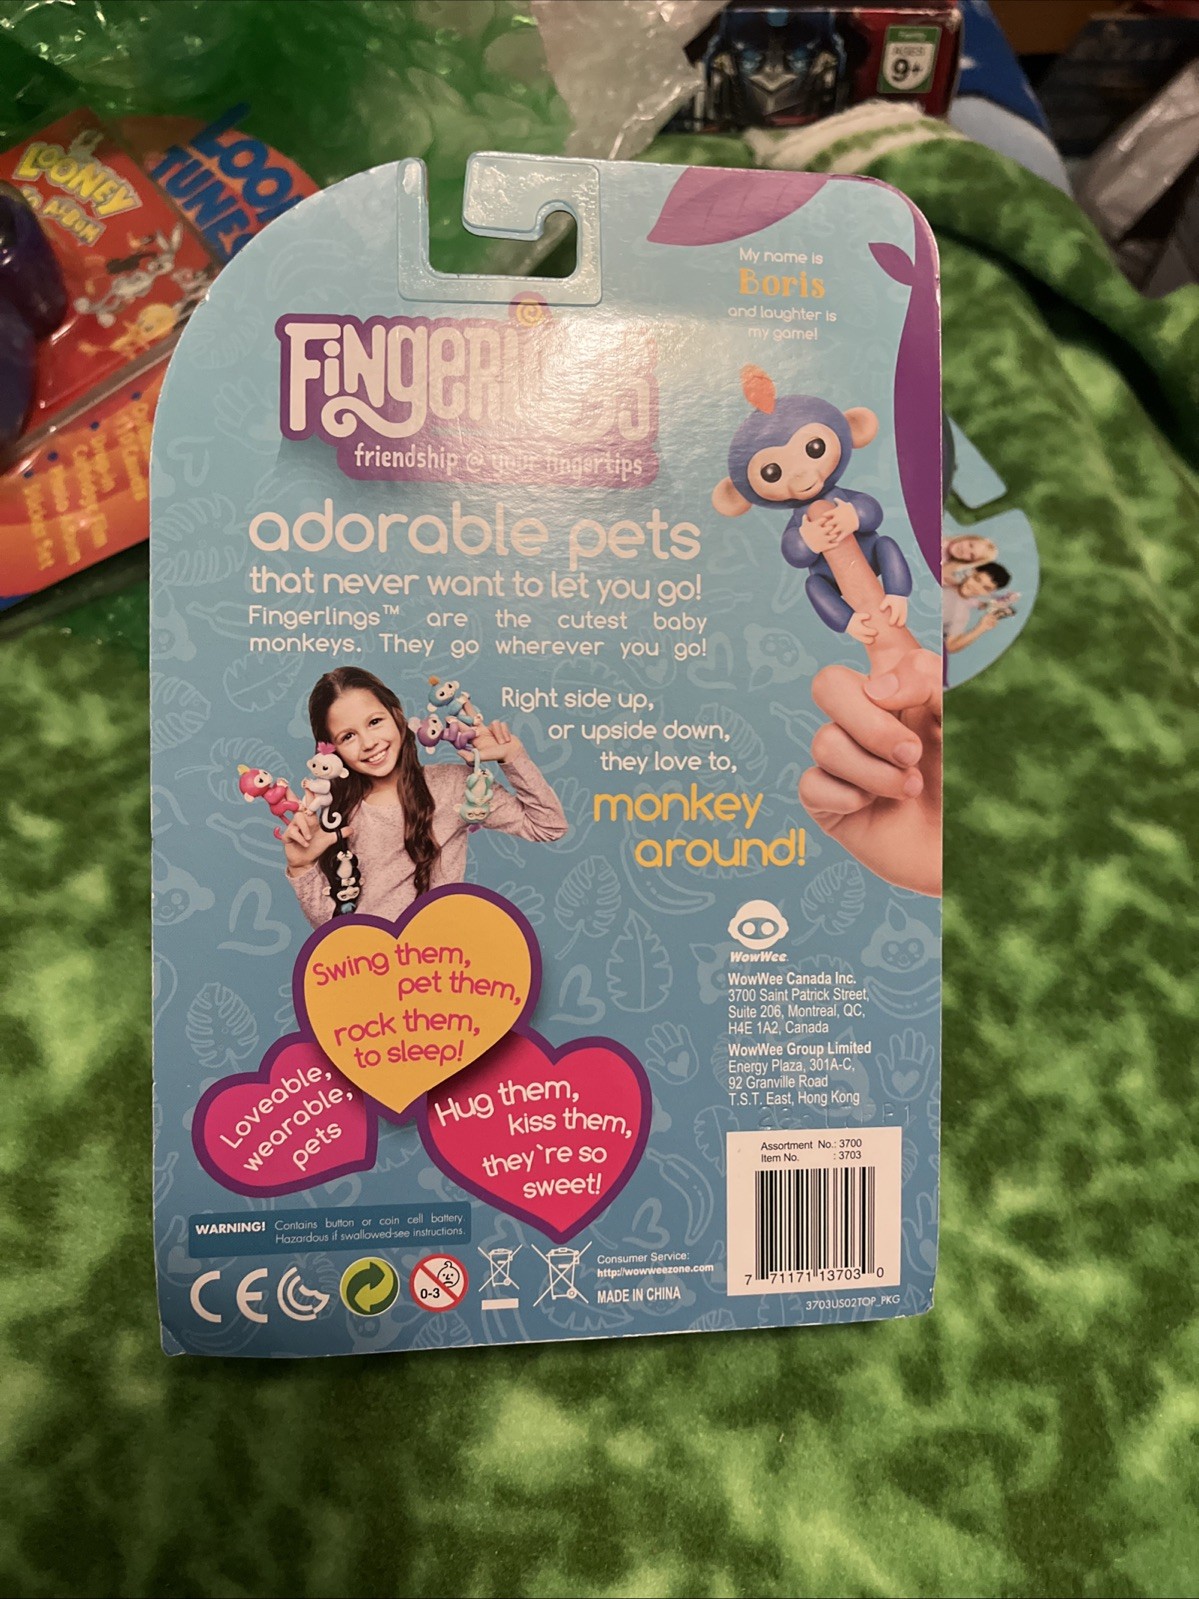 LOONEY
LOO
TUNES
AGES
9+
My name is
Boris
and laughter is
my game!
Fingerlings
friendship @ your fingertips
adorable pets
that never want to let you go!
Fingerlings™ are the cutest baby
monkeys. They go wherever you go!
Right side up,
or upside down,
they love to,
monkey
around!
Swing them,
pet them,
rock them,
to sleep!
Loveable,
wearable,
pets
Hug them,
kiss them,
they`re so
sweet!
WowWee
WowWee Canada Inc.
3700 Saint Patrick Street,
Suite 206, Montreal, QC,
H4E 1A2, Canada
WowWee Group Limited
Energy Plaza, 301A-C,
92 Granville Road
T.S.T. East, Hong Kong
Assortment No.: 3700
Item No. : 3703
7 71171 13703 0
3703US02TOP_PKG
WARNING! Contains button or coin cell battery.
Hazardous if swallowed-see instructions.
CE
0-3
Consumer Service:
http://wowweezone.com
MADE IN CHINA